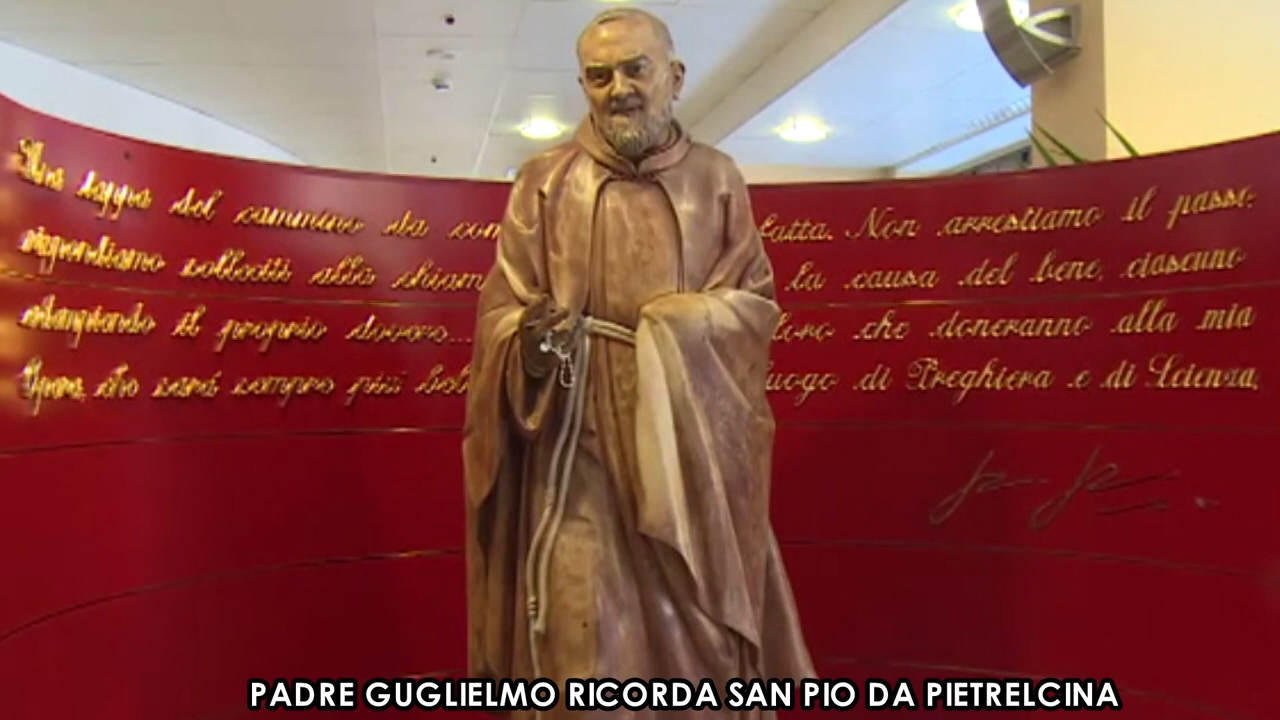 Una tappa del cammino sta com fatta. Non arrestiamo il passo,
rispondiamo solleciti alla chiam la causa del bene, ciascuno
adempiendo il proprio dovere... loro che doneranno alla mia
Opera, che sarà sempre più bel luogo di Preghiera e di Scienza.
PADRE GUGLIELMO RICORDA SAN PIO DA PIETRELCINA